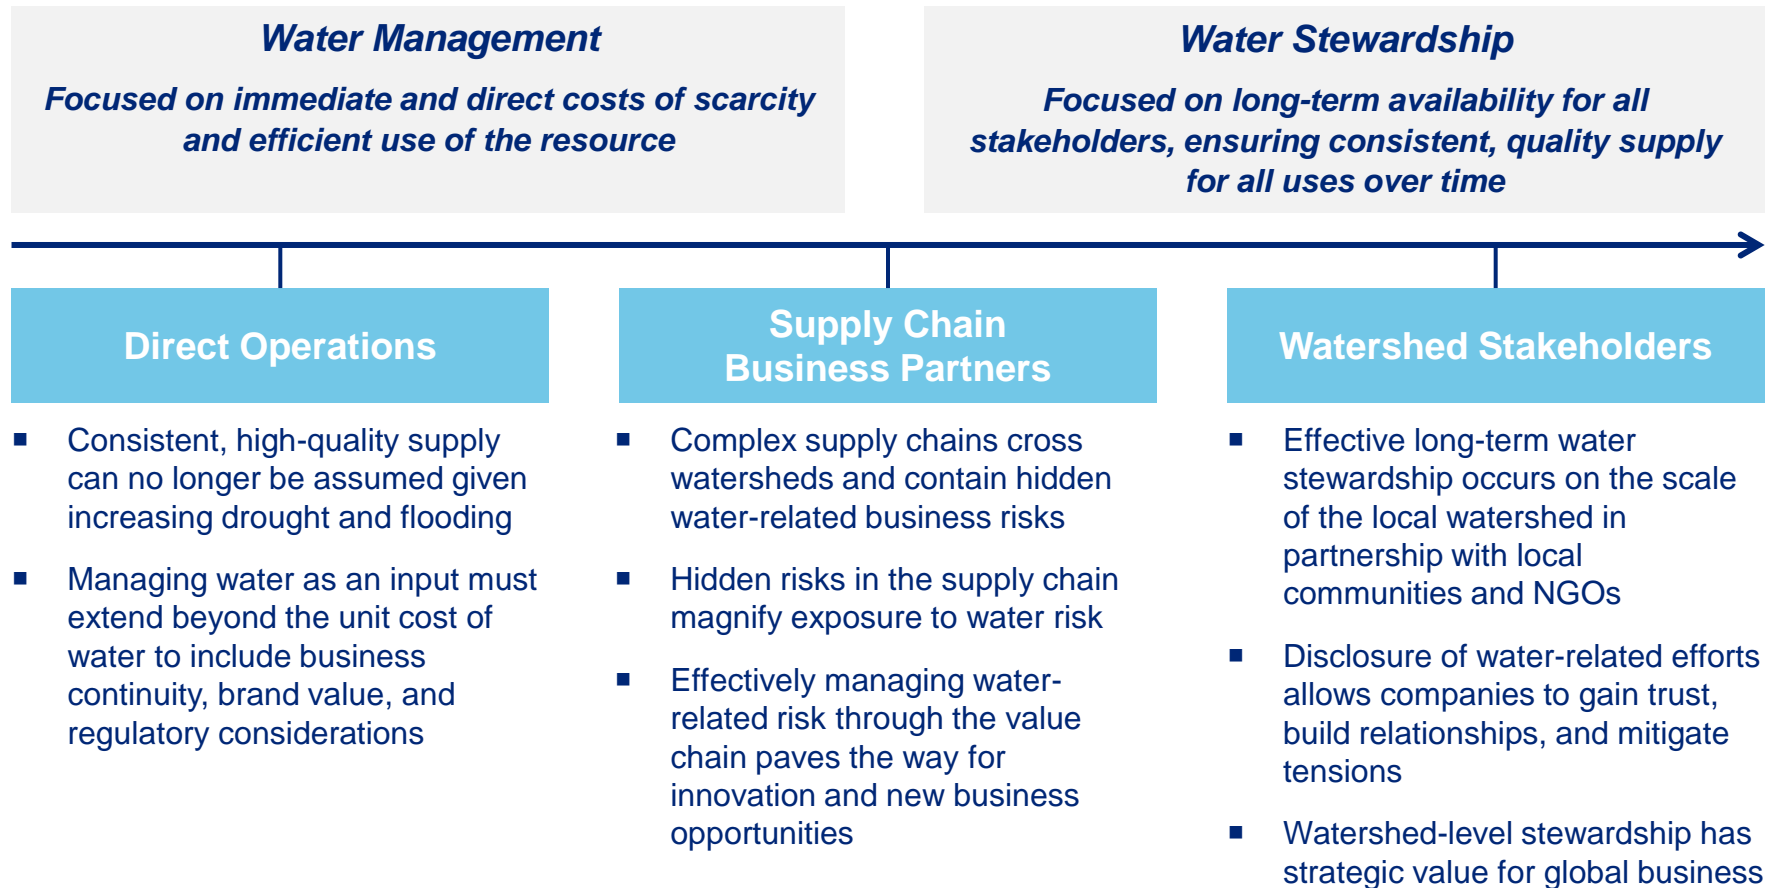 Water Management
Focused on immediate and direct costs of scarcity
and efficient use of the resource
Water Stewardship
Focused on long-term availability for all
stakeholders, ensuring consistent, quality supply
for all uses over time
Direct Operations
▪ Consistent, high-quality supply
can no longer be assumed given
increasing drought and flooding
▪ Managing water as an input must
extend beyond the unit cost of
water to include business
continuity, brand value, and
regulatory considerations
Supply Chain
Business Partners
▪ Complex supply chains cross
watersheds and contain hidden
water-related business risks
▪ Hidden risks in the supply chain
magnify exposure to water risk
▪ Effectively managing water-
related risk through the value
chain paves the way for
innovation and new business
opportunities
Watershed Stakeholders
▪ Effective long-term water
stewardship occurs on the scale
of the local watershed in
partnership with local
communities and NGOs
▪ Disclosure of water-related efforts
allows companies to gain trust,
build relationships, and mitigate
tensions
▪ Watershed-level stewardship has
strategic value for global business